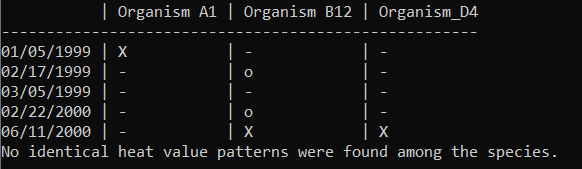 | Organism A1 | Organism B12 | Organism_D4
------------------------------------------------------
01/05/1999 | X           | -            | -
02/17/1999 | -           | o            | -
03/05/1999 | -           | -            | -
02/22/2000 | -           | o            | -
06/11/2000 | -           | X            | X
No identical heat value patterns were found among the species.